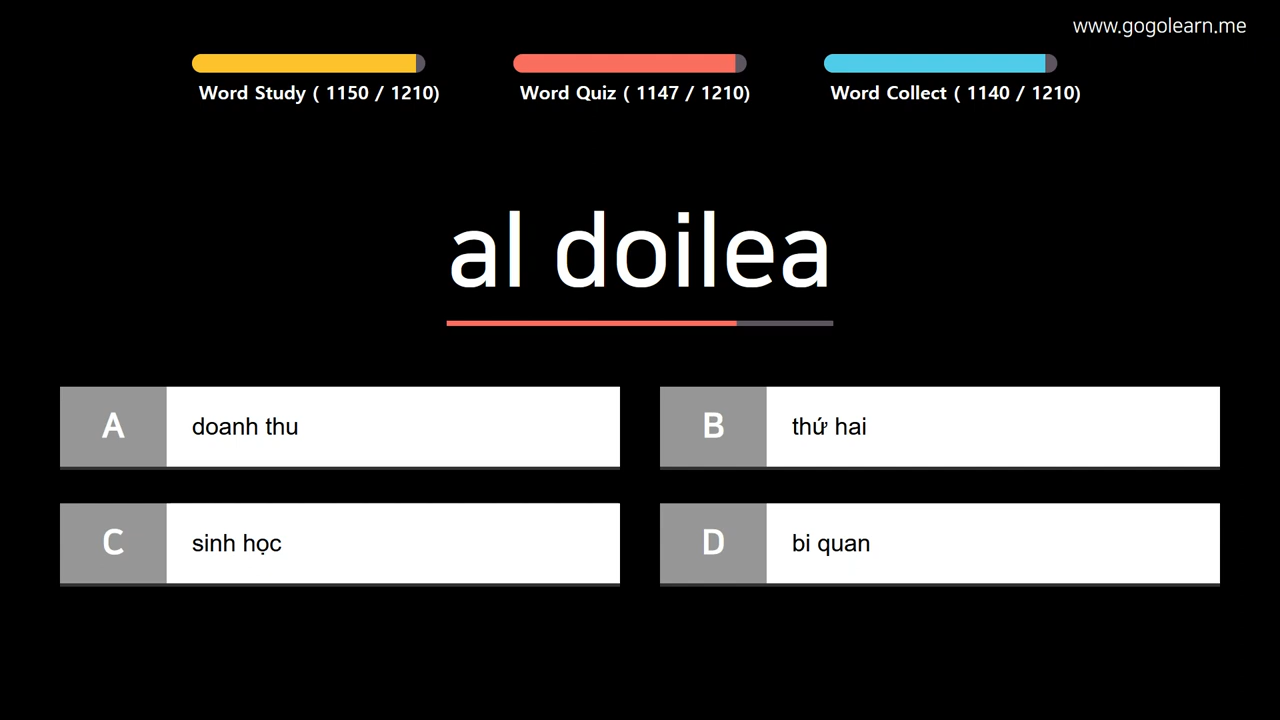 www.gogolearn.me
Word Study ( 1150 / 1210)
Word Quiz ( 1147 / 1210)
Word Collect ( 1140 / 1210)
al doilea
A
doanh thu
B
thứ hai
C
sinh học
D
bi quan